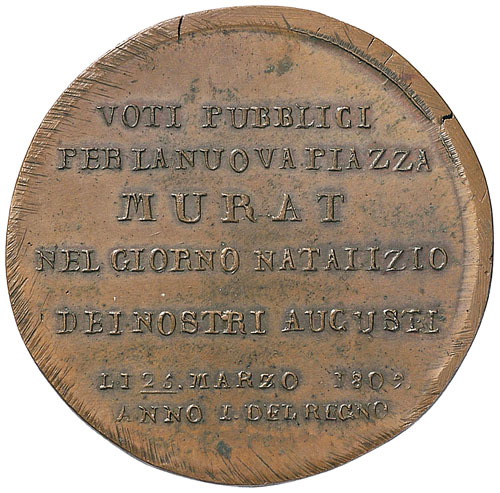 VOTI PUBBLICI
PER LA NUOVA PIAZZA
MURAT
NEL GIORNO NATALIZIO
DEI NOSTRI AUGUSTI
LI 25. MARZO 1809.
ANNO I. DEL REGNO